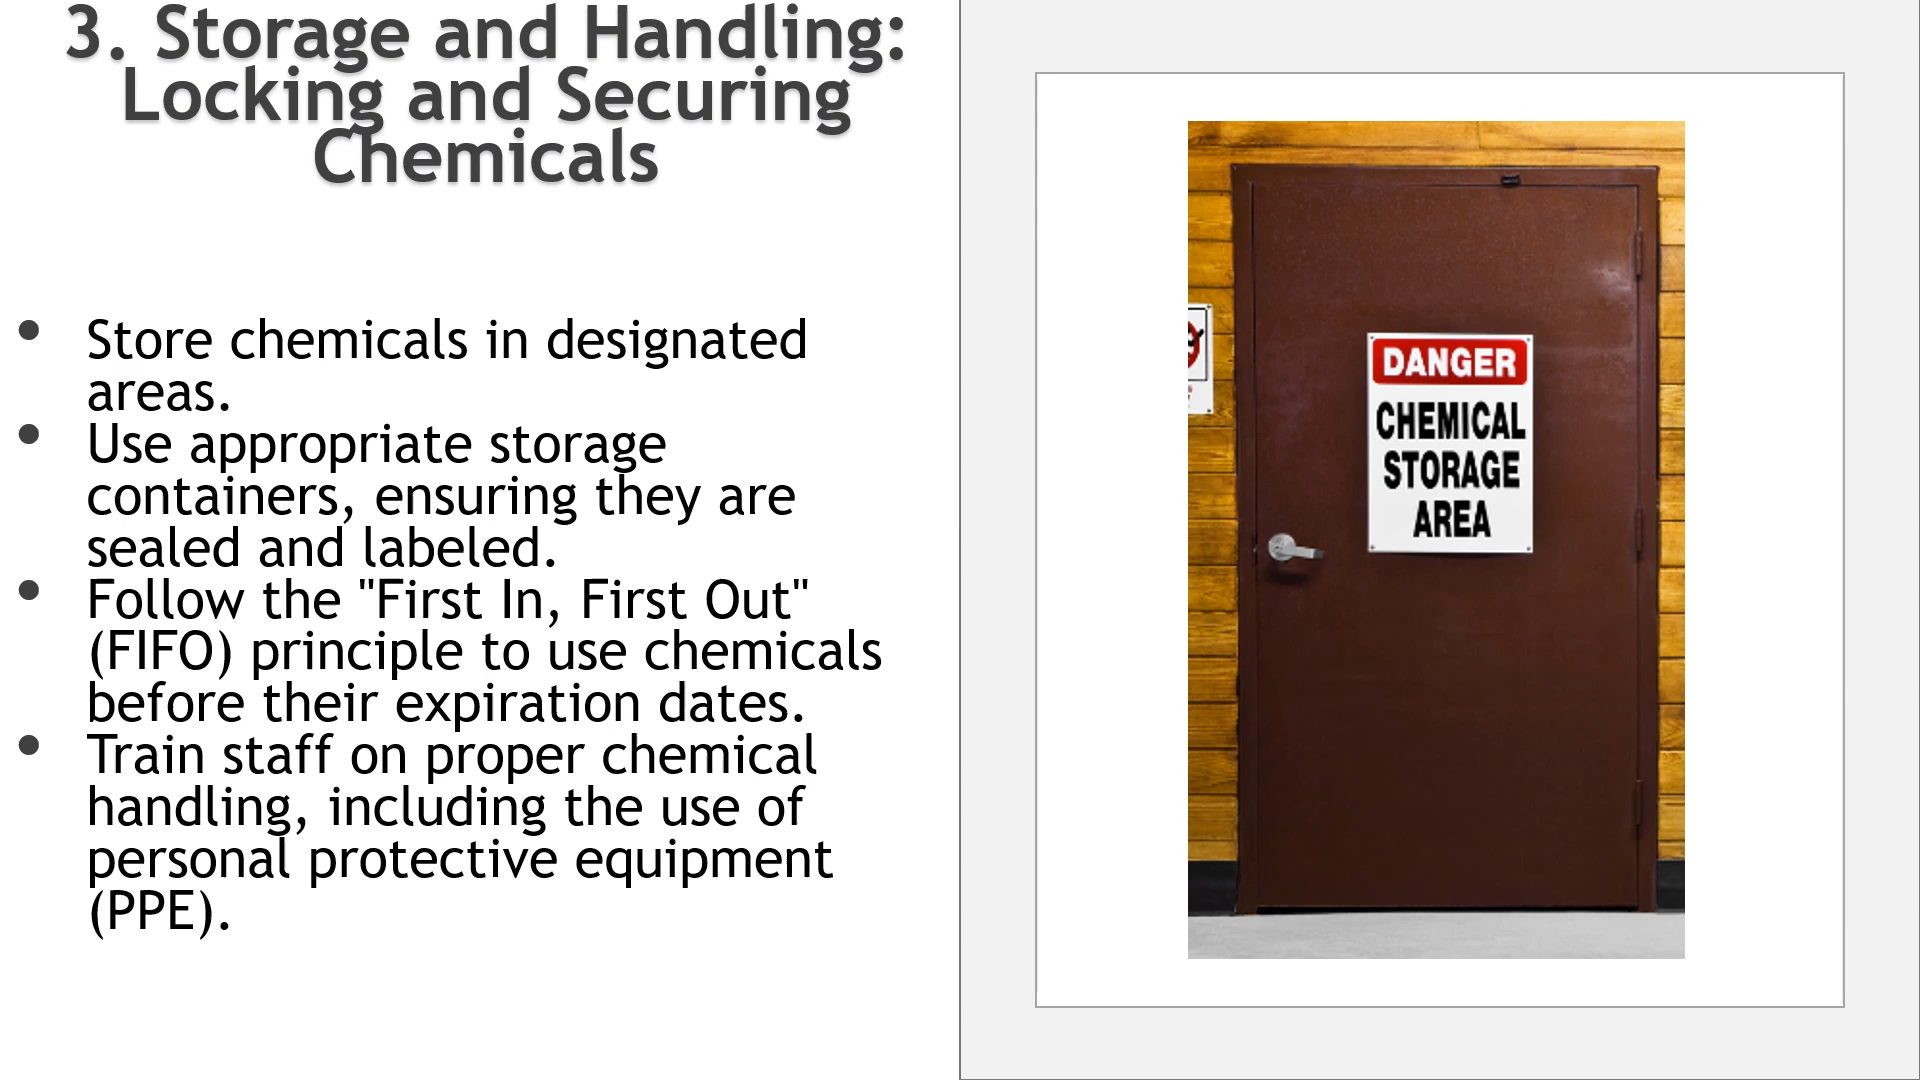 3. Storage and Handling:
Locking and Securing
Chemicals
• Store chemicals in designated
areas.
• Use appropriate storage
containers, ensuring they are
sealed and labeled.
• Follow the "First In, First Out"
(FIFO) principle to use chemicals
before their expiration dates.
• Train staff on proper chemical
handling, including the use of
personal protective equipment
(PPE).
DANGER
CHEMICAL
STORAGE
AREA